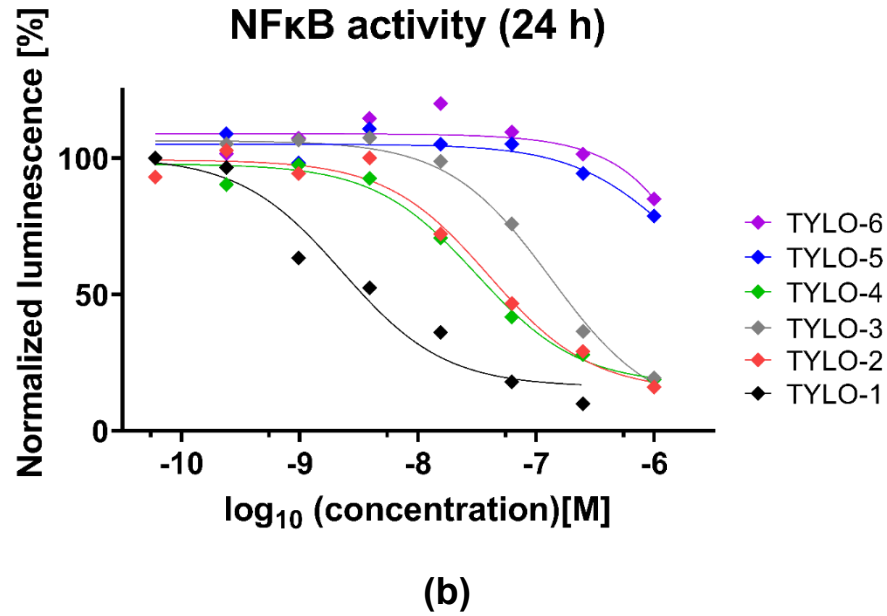 NFκB activity (24 h)
Normalized luminescence [%]
100
50
0
-10 -9 -8 -7 -6
log₁₀ (concentration)[M]
TYLO-6
TYLO-5
TYLO-4
TYLO-3
TYLO-2
TYLO-1
(b)